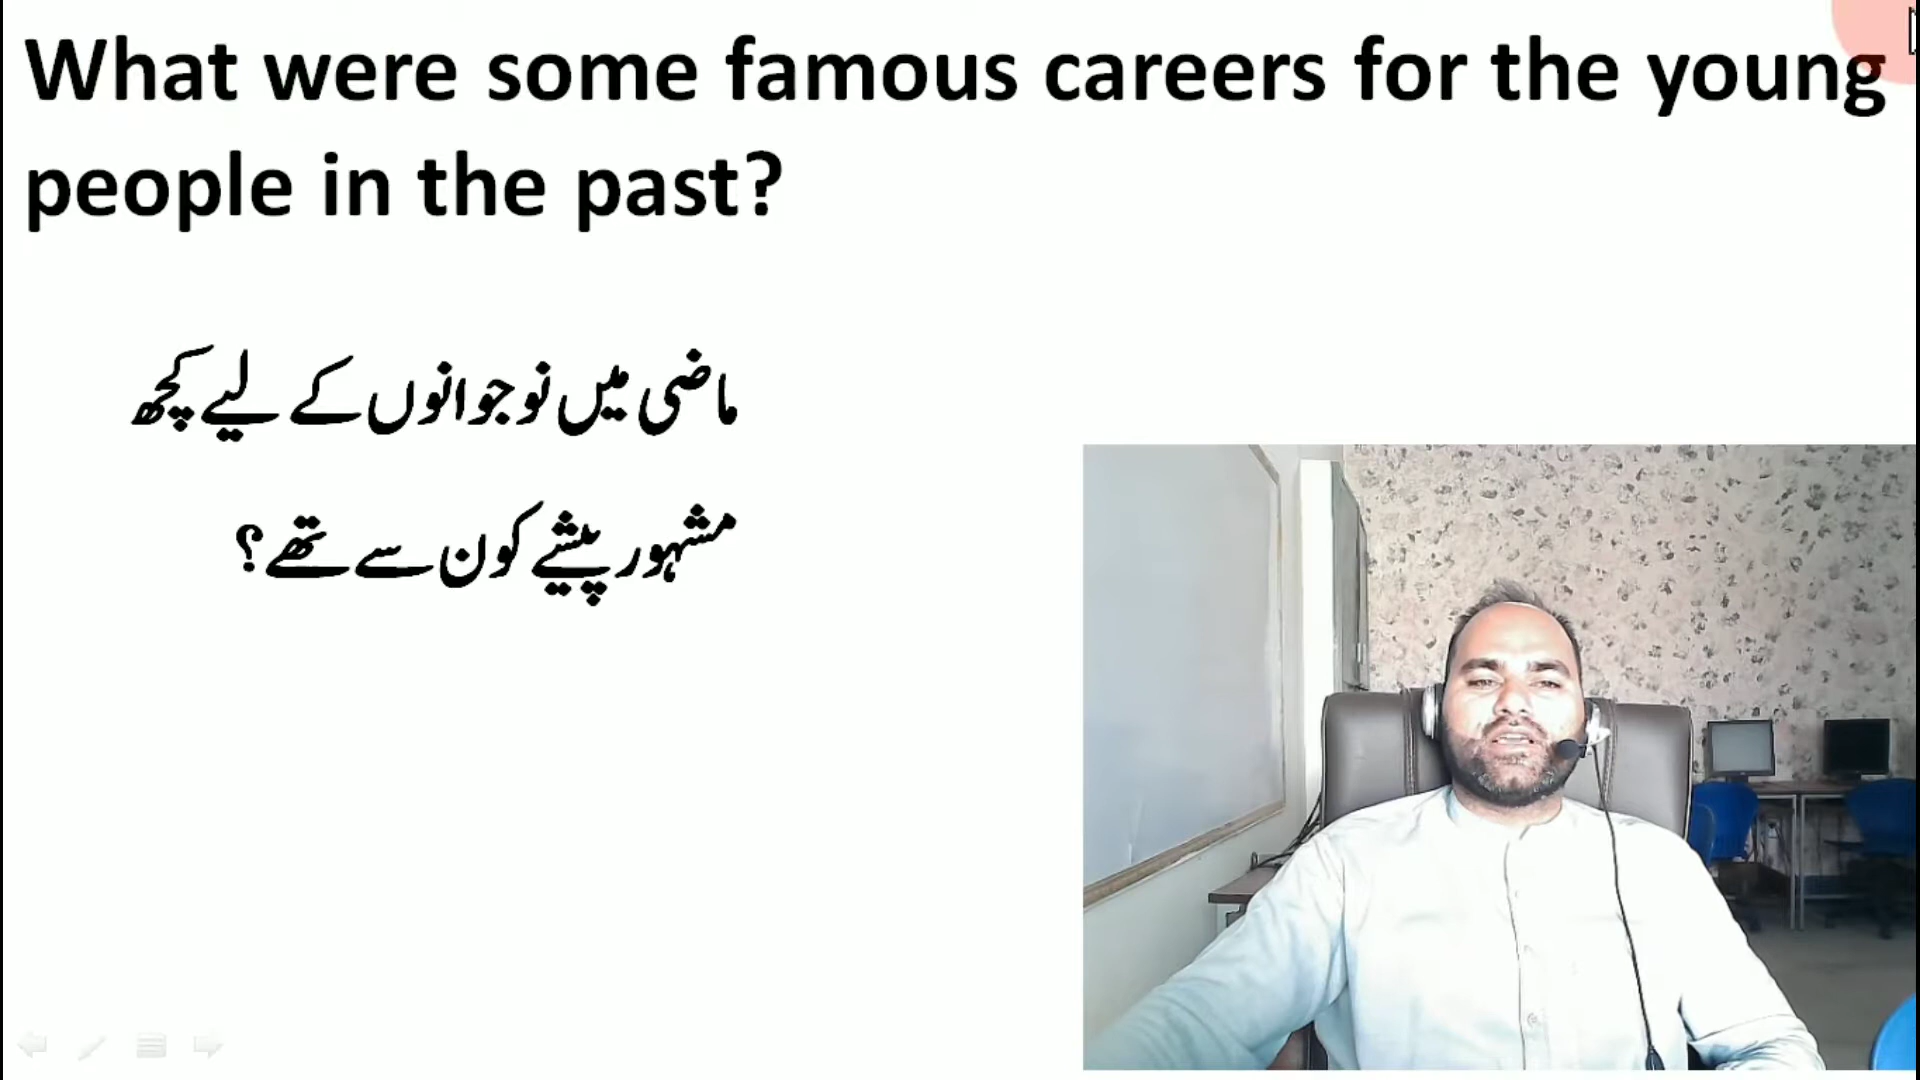 What were some famous careers for the young
people in the past?
ماضی میں نوجوانوں کے لیے کچھ
مشہور پیشے کون سے تھے؟